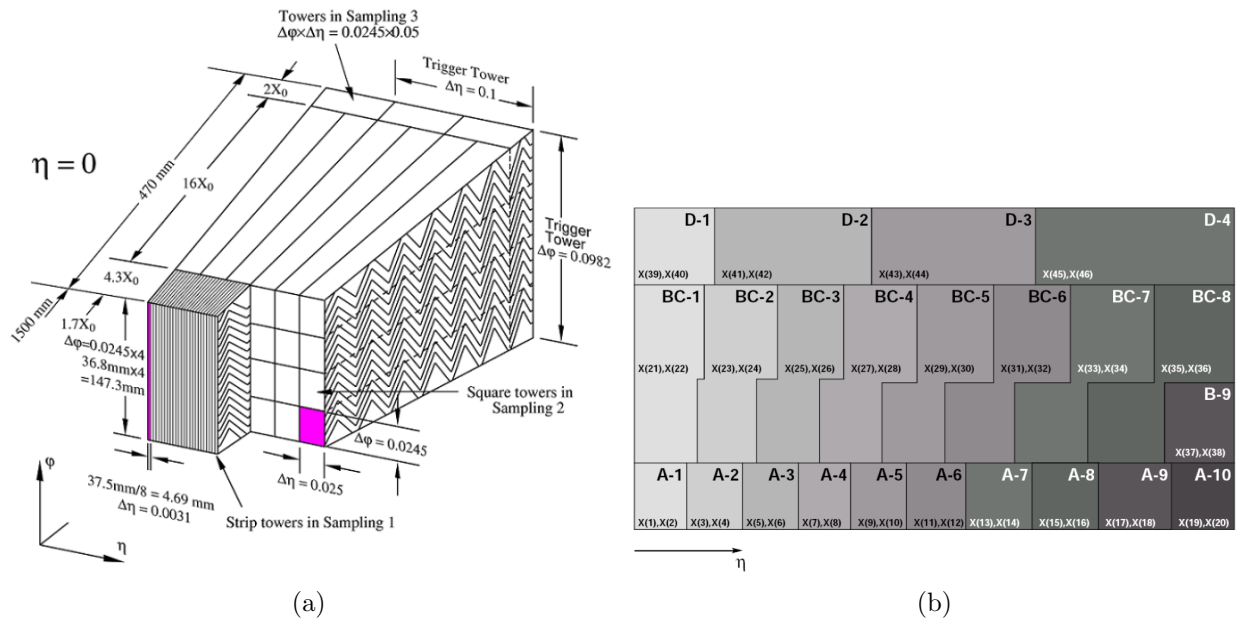 Towers in Sampling 3
Δφ×Δη = 0.0245×0.05
Trigger Tower
Δη = 0.1
2X₀
η = 0
470 mm
16X₀
Trigger
Tower
Δφ = 0.0982
4.3X₀
1500 mm
1.7X₀
Δφ=0.0245x4
36.8mmx4
=147.3mm
Square towers in
Sampling 2
Δφ = 0.0245
Δη = 0.025
φ
37.5mm/8 = 4.69 mm
Δη = 0.0031
Strip towers in Sampling 1
η
(a)
D-1 D-2 D-3 D-4
X(39),X(40) X(41),X(42) X(43),X(44) X(45),X(46)
BC-1 BC-2 BC-3 BC-4 BC-5 BC-6 BC-7 BC-8
X(21),X(22) X(23),X(24) X(25),X(26) X(27),X(28) X(29),X(30) X(31),X(32) X(33),X(34) X(35),X(36)
B-9
X(37),X(38)
A-1 A-2 A-3 A-4 A-5 A-6 A-7 A-8 A-9 A-10
X(1),X(2) X(3),X(4) X(5),X(6) X(7),X(8) X(9),X(10) X(11),X(12) X(13),X(14) X(15),X(16) X(17),X(18) X(19),X(20)
η
(b)